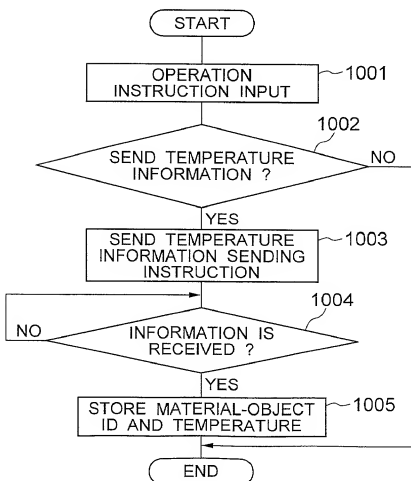 START
OPERATION
INSTRUCTION INPUT
1001
1002
SEND TEMPERATURE
INFORMATION ?
NO
YES
SEND TEMPERATURE
INFORMATION SENDING
INSTRUCTION
1003
1004
NO
INFORMATION IS
RECEIVED ?
YES
STORE MATERIAL-OBJECT
ID AND TEMPERATURE
1005
END